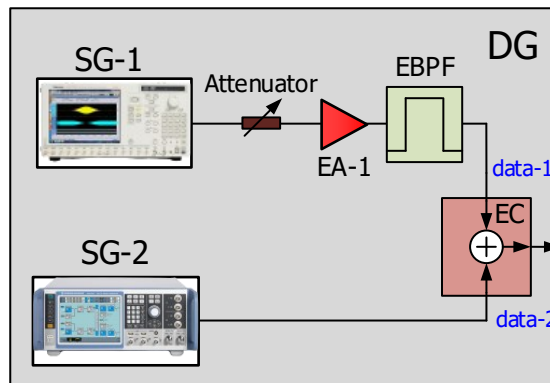 DG
SG-1
Attenuator
EBPF
EA-1
data-1
EC
SG-2
data-2